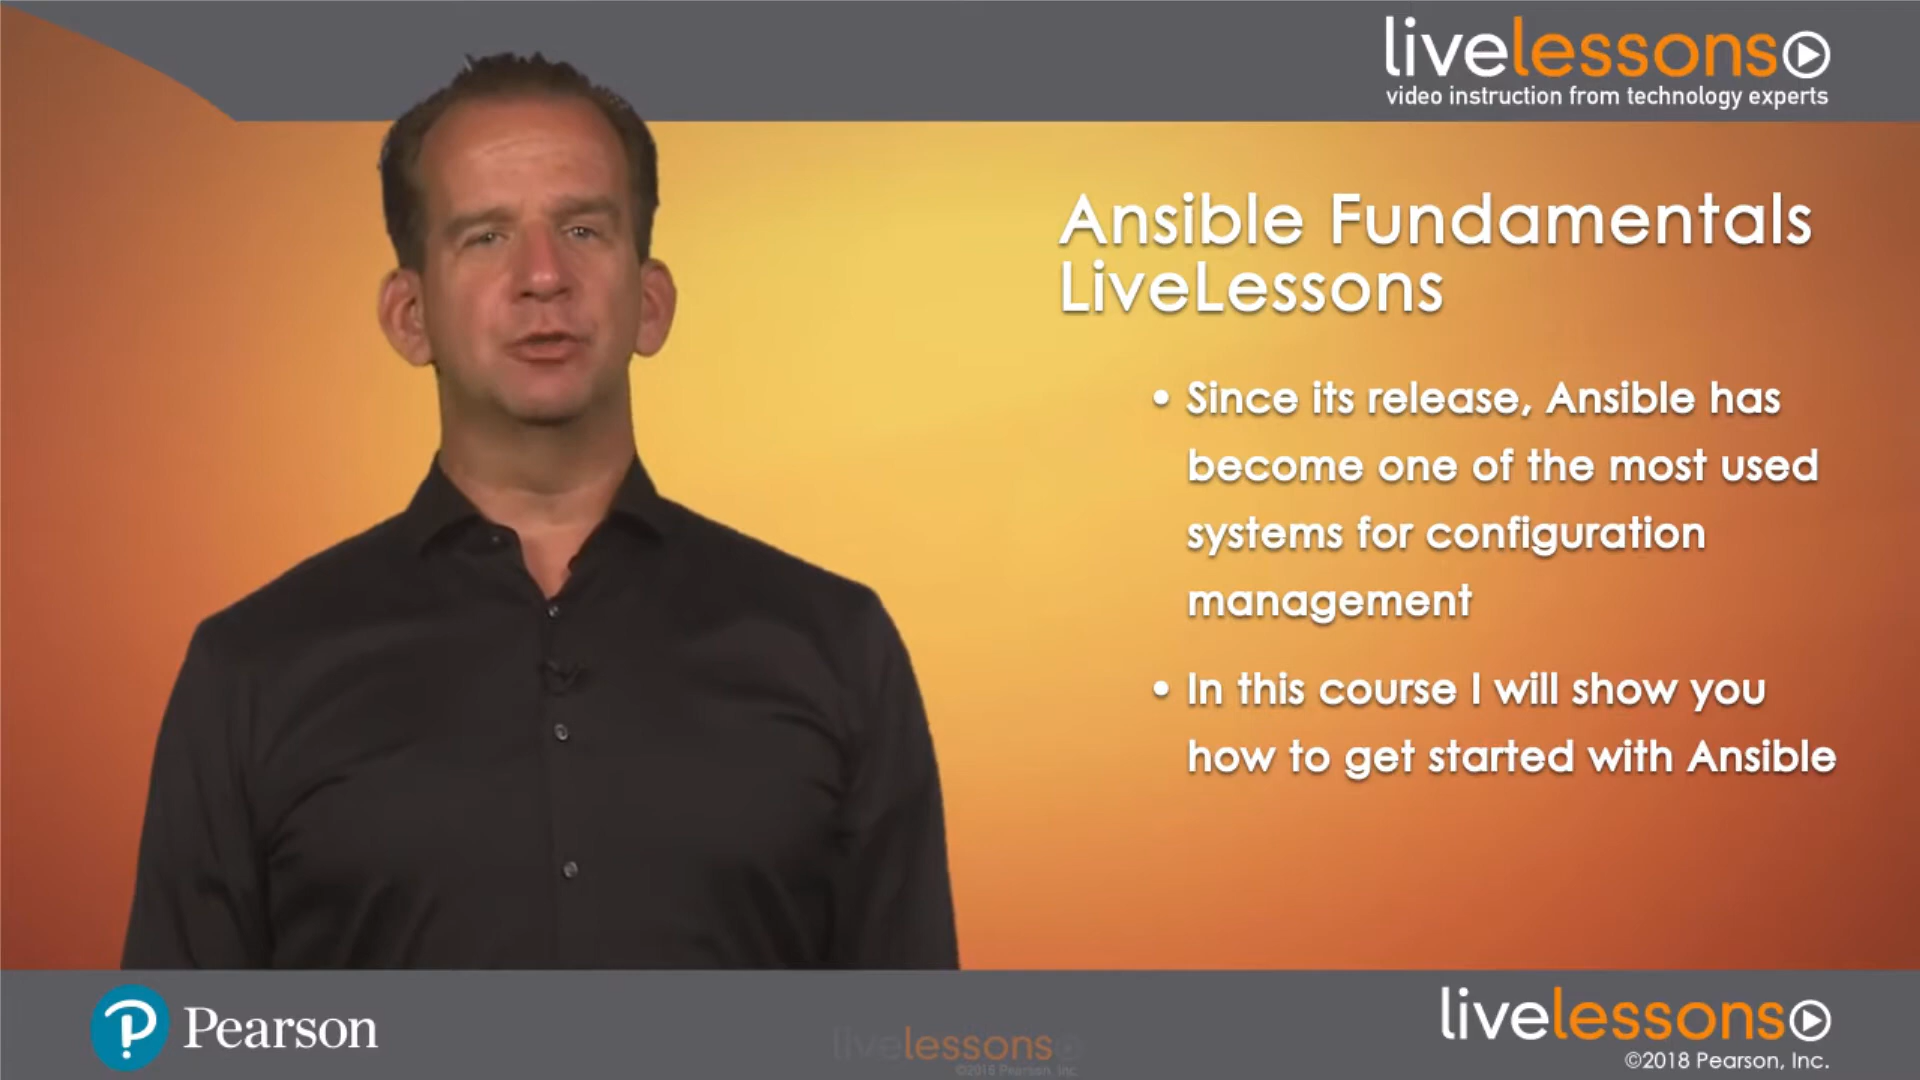 livelessons
video instruction from technology experts
Ansible Fundamentals
LiveLessons
• Since its release, Ansible has
become one of the most used
systems for configuration
management
• In this course I will show you
how to get started with Ansible
Pearson
livelessons
livelessons
©2018 Pearson, Inc.